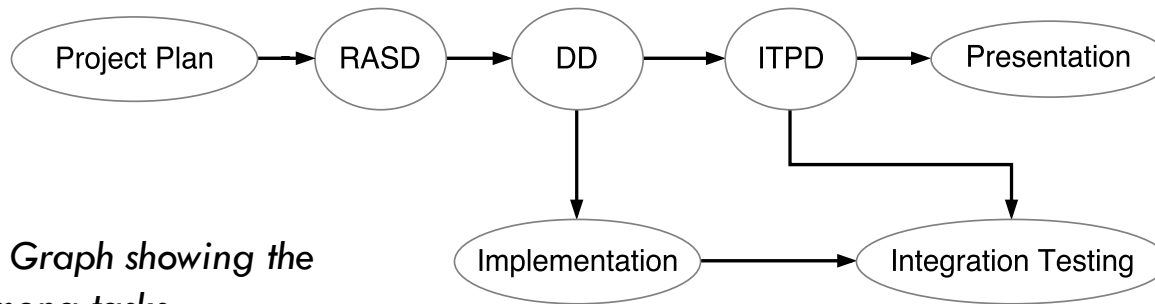 Project Plan
RASD
DD
ITPD
Presentation
Implementation
Integration Testing
Graph showing the